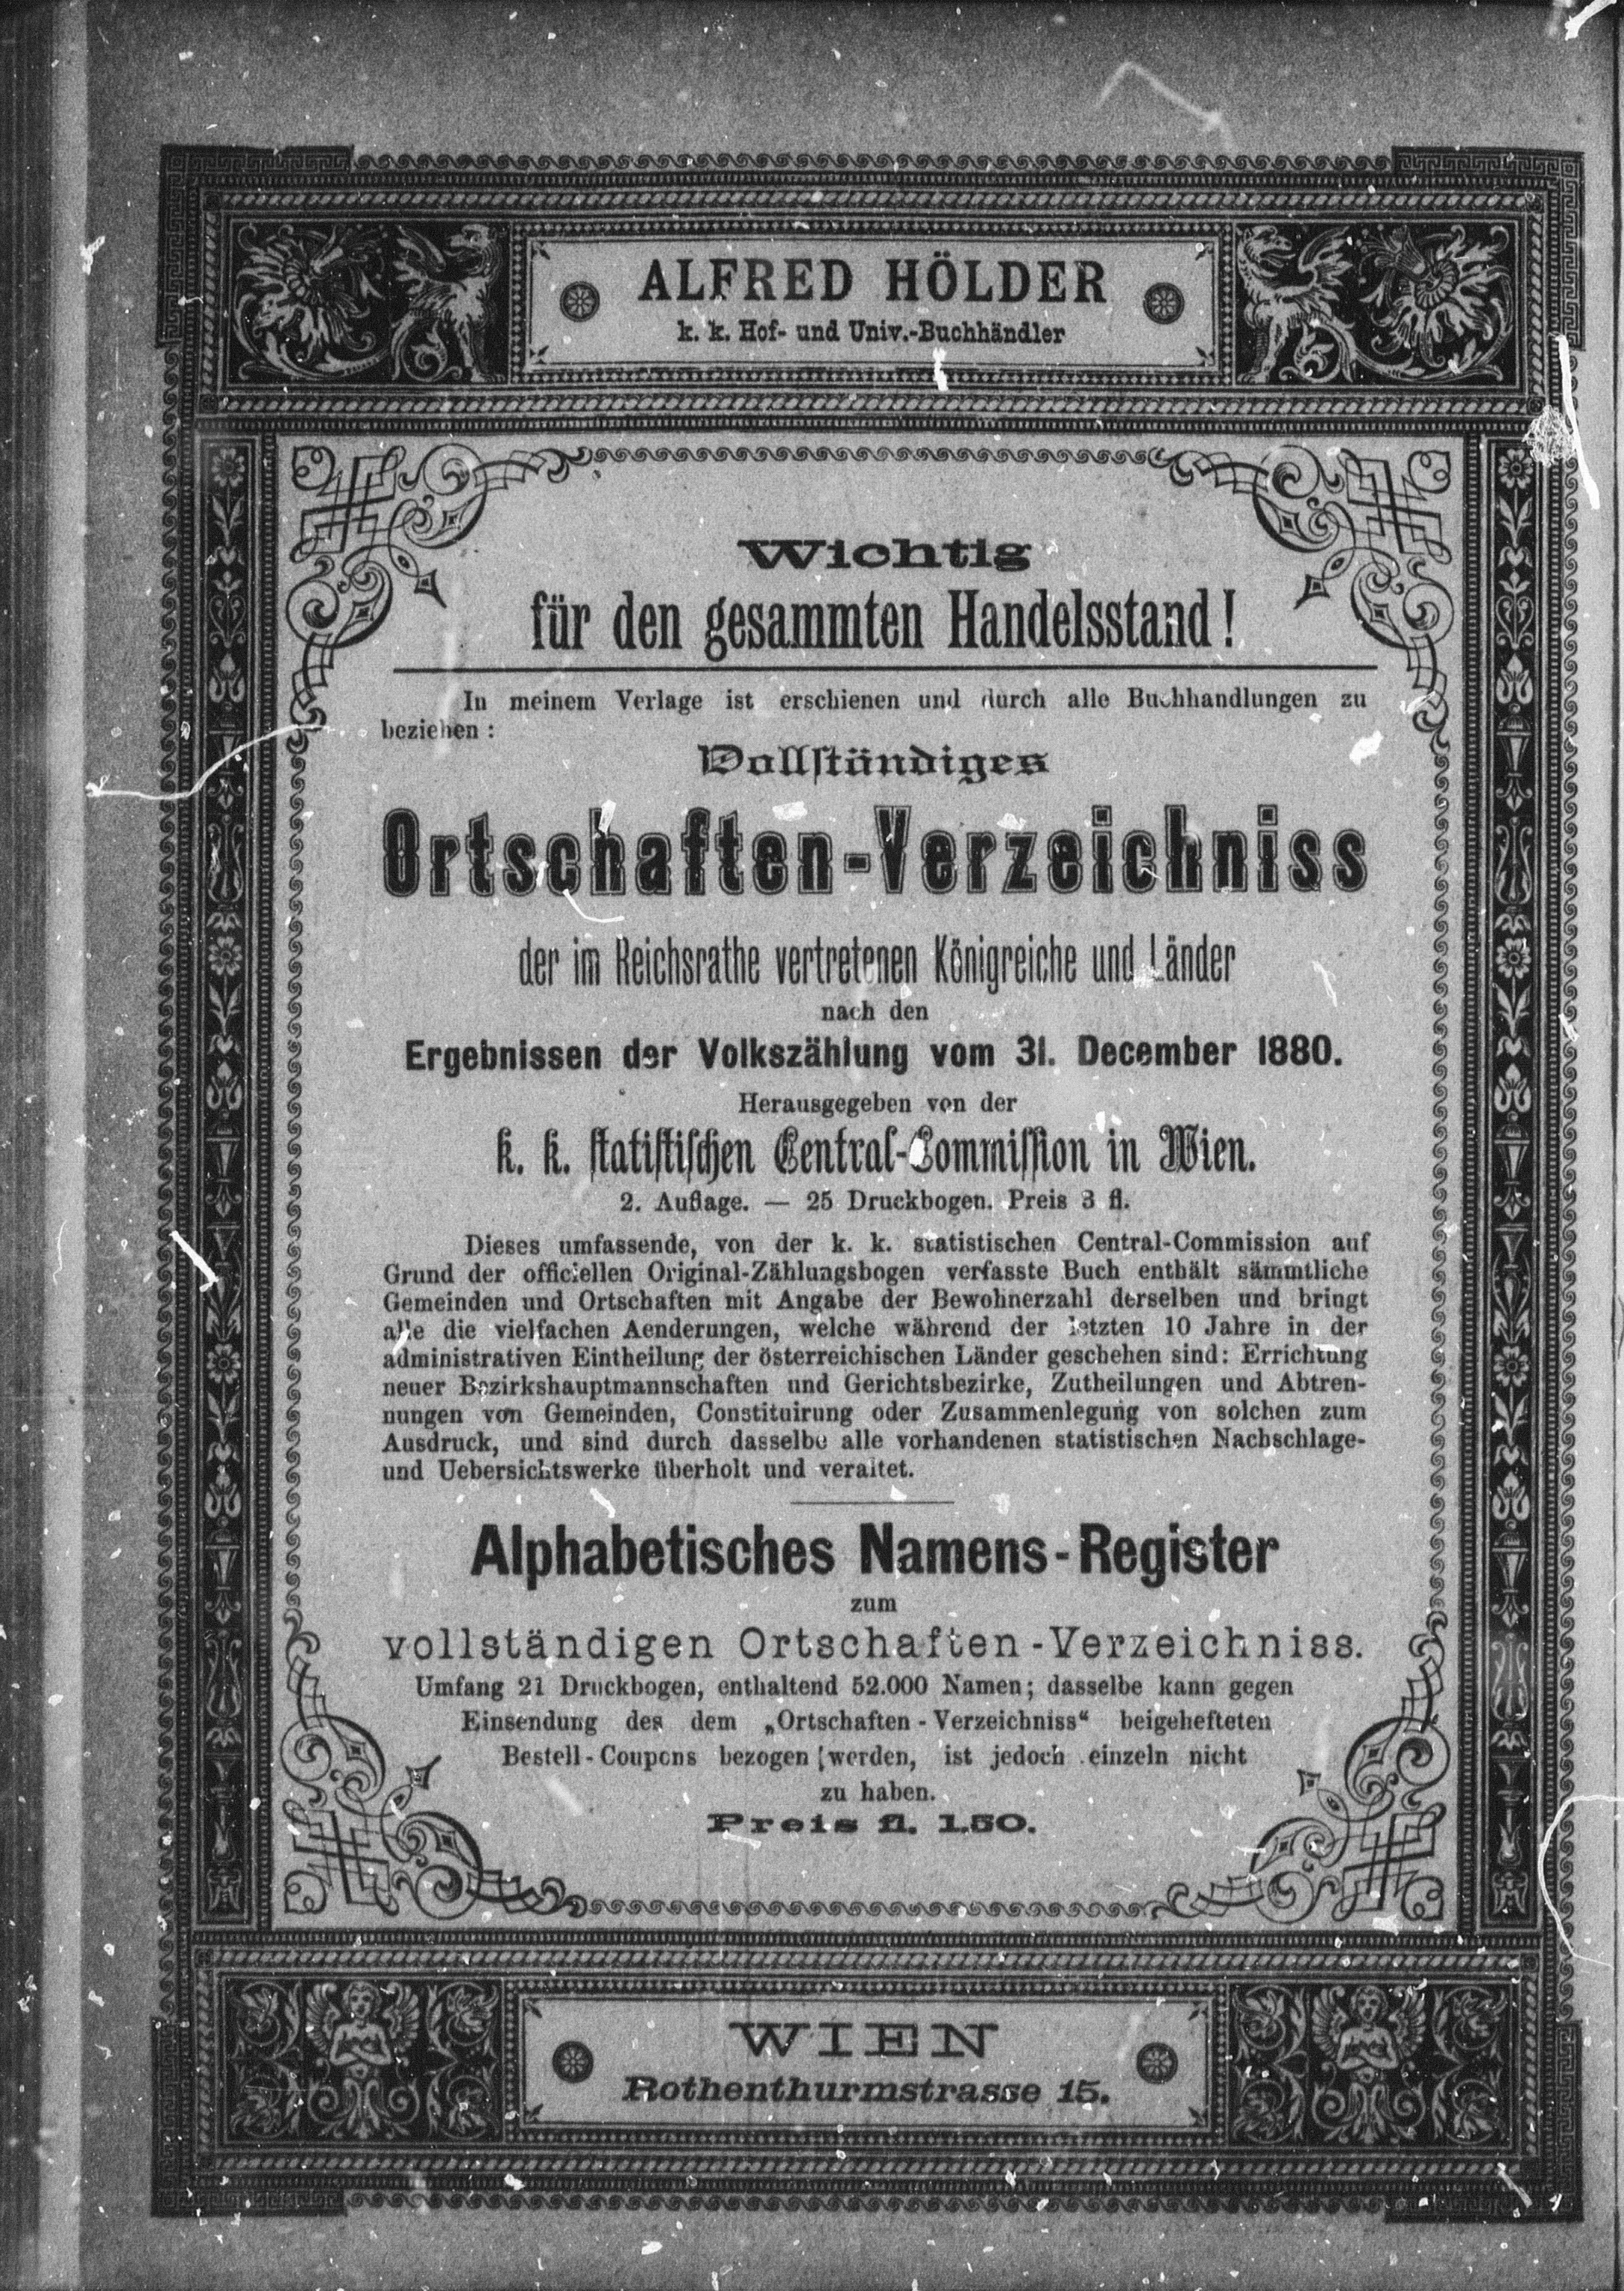 ALFRED HÖLDER
k. k. Hof- und Univ.-Buchhändler
Wichtig
für den gesammten Handelsstand!
In meinem Verlage ist erschienen und durch alle Buchhandlungen zu
beziehen:
Vollständiges
Ortschaften-Verzeichniss
der im Reichsrathe vertretenen Königreiche und Länder
nach den
Ergebnissen der Volkszählung vom 31. December 1880.
Herausgegeben von der
k. k. statistischen Central-Commission in Wien.
2. Auflage. — 25 Druckbogen. Preis 3 fl.
Dieses umfassende, von der k. k. statistischen Central-Commission auf
Grund der officiellen Original-Zählungsbogen verfasste Buch enthält sämmtliche
Gemeinden und Ortschaften mit Angabe der Bewohnerzahl derselben und bringt
alle die vielfachen Aenderungen, welche während der letzten 10 Jahre in der
administrativen Eintheilung der österreichischen Länder geschehen sind: Errichtung
neuer Bezirkshauptmannschaften und Gerichtsbezirke, Zutheilungen und Abtren-
nungen von Gemeinden, Constituirung oder Zusammenlegung von solchen zum
Ausdruck, und sind durch dasselbe alle vorhandenen statistischen Nachschlage-
und Uebersichtswerke überholt und veraltet.
Alphabetisches Namens-Register
zum
vollständigen Ortschaften-Verzeichniss.
Umfang 21 Druckbogen, enthaltend 52.000 Namen; dasselbe kann gegen
Einsendung des dem „Ortschaften-Verzeichniss“ beigehefteten
Bestell-Coupons bezogen werden, ist jedoch einzeln nicht
zu haben.
Preis fl. 1.50.
WIEN
Rothenthurmstrasse 15.